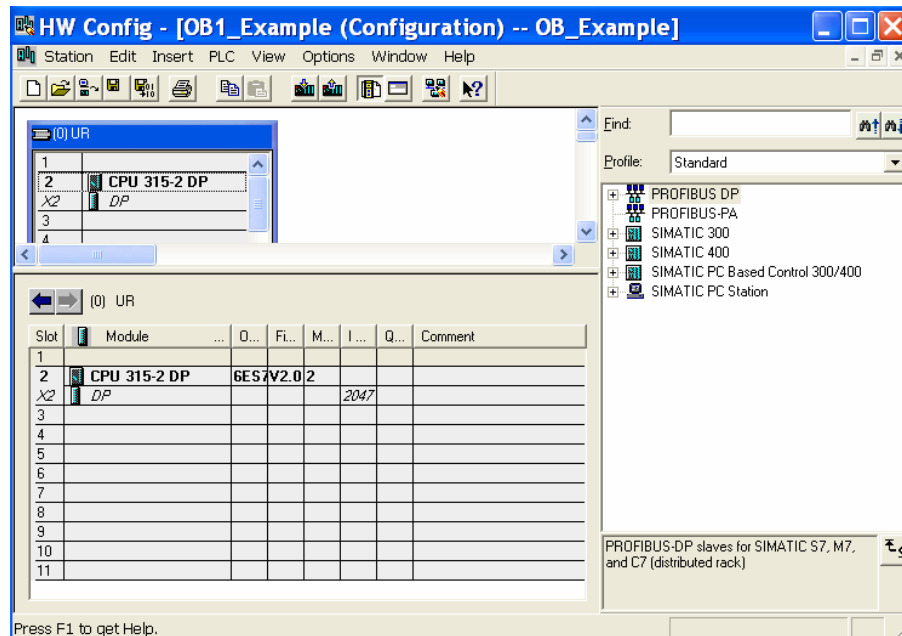 HW Config - [OB1_Example (Configuration) -- OB_Example]
Station Edit Insert PLC View Options Window Help
(0) UR
1
2 CPU 315-2 DP
X2 DP
3
4
Find:
Profile: Standard
PROFIBUS DP
PROFIBUS-PA
SIMATIC 300
SIMATIC 400
SIMATIC PC Based Control 300/400
SIMATIC PC Station
(0) UR
Slot Module ... O... Fi... M... I ... Q... Comment
1
2 CPU 315-2 DP 6ES7 V2.0 2
X2 DP 2047
3
4
5
6
7
8
9
10
11
PROFIBUS-DP slaves for SIMATIC S7, M7,
and C7 (distributed rack)
Press F1 to get Help.